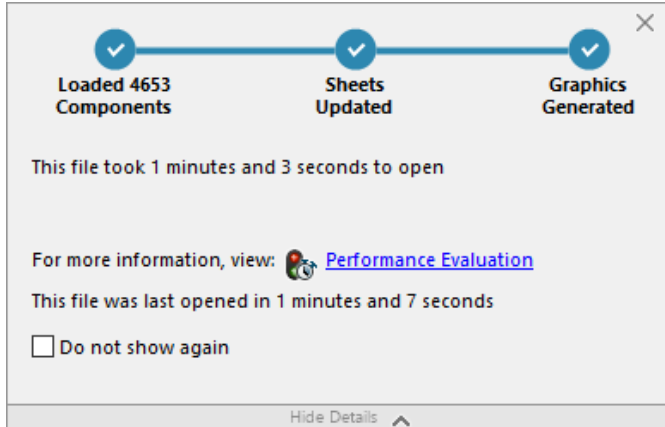 Loaded 4653
Components
Sheets
Updated
Graphics
Generated
This file took 1 minutes and 3 seconds to open
For more information, view: Performance Evaluation
This file was last opened in 1 minutes and 7 seconds
Do not show again
Hide Details